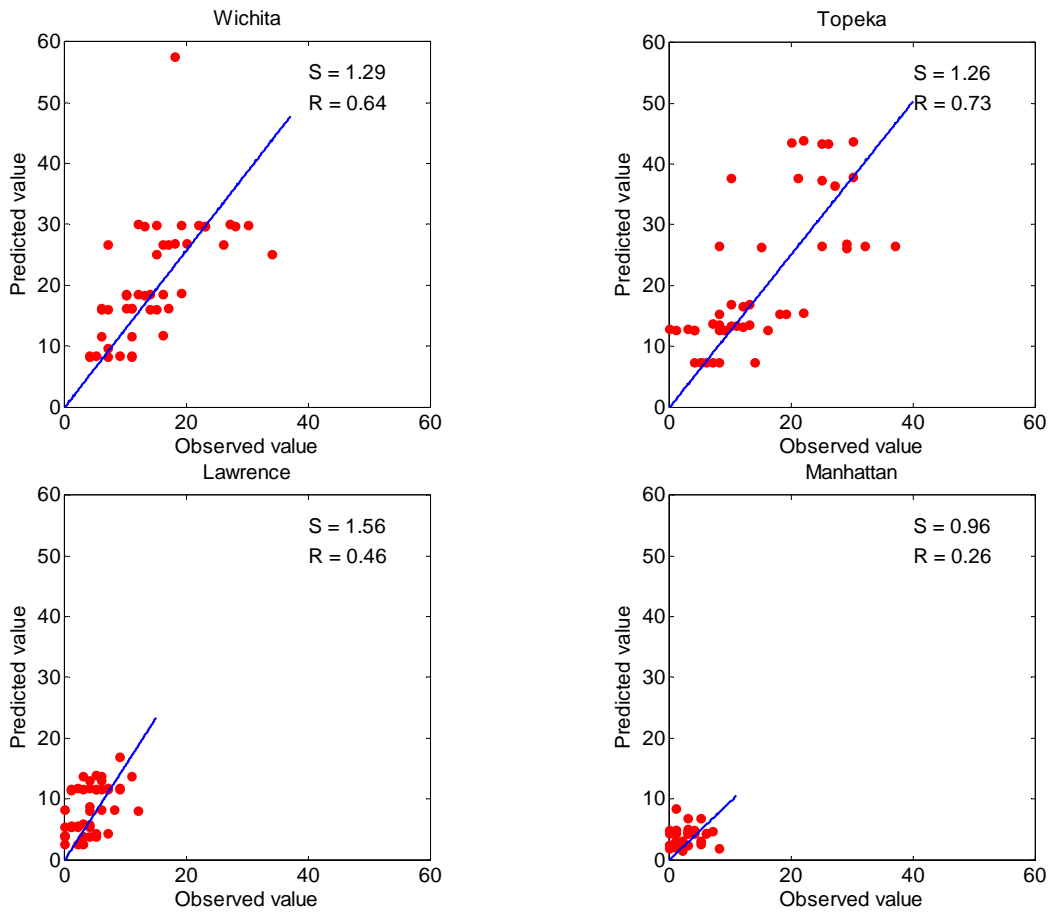 Wichita
60
50
40
30
20
10
0
S = 1.29
R = 0.64
Predicted value
0 20 40 60
Observed value
Topeka
60
50
40
30
20
10
0
S = 1.26
R = 0.73
Predicted value
0 20 40 60
Observed value
Lawrence
60
50
40
30
20
10
0
S = 1.56
R = 0.46
Predicted value
0 20 40 60
Observed value
Manhattan
60
50
40
30
20
10
0
S = 0.96
R = 0.26
Predicted value
0 20 40 60
Observed value